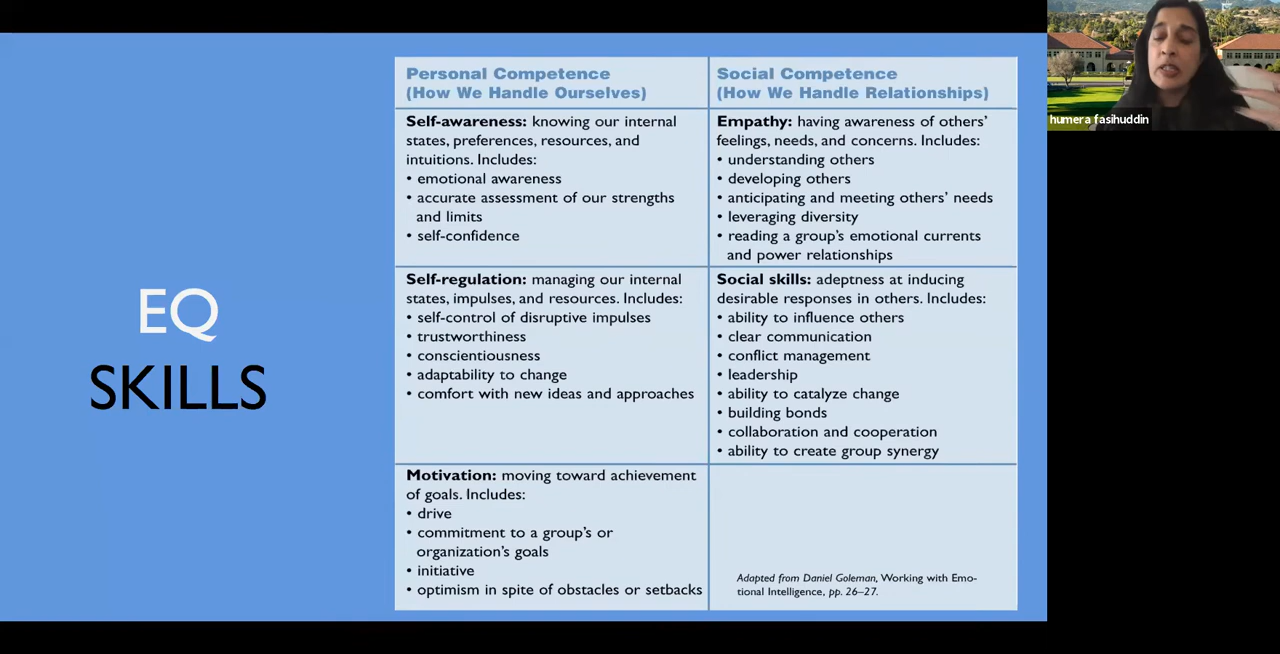 EQ
SKILLS
Personal Competence
(How We Handle Ourselves)
Self-awareness: knowing our internal
states, preferences, resources, and
intuitions. Includes:
• emotional awareness
• accurate assessment of our strengths
and limits
• self-confidence
Self-regulation: managing our internal
states, impulses, and resources. Includes:
• self-control of disruptive impulses
• trustworthiness
• conscientiousness
• adaptability to change
• comfort with new ideas and approaches
Motivation: moving toward achievement
of goals. Includes:
• drive
• commitment to a group's or
organization's goals
• initiative
• optimism in spite of obstacles or setbacks
Social Competence
(How We Handle Relationships)
Empathy: having awareness of others'
feelings, needs, and concerns. Includes:
• understanding others
• developing others
• anticipating and meeting others' needs
• leveraging diversity
• reading a group's emotional currents
and power relationships
Social skills: adeptness at inducing
desirable responses in others. Includes:
• ability to influence others
• clear communication
• conflict management
• leadership
• ability to catalyze change
• building bonds
• collaboration and cooperation
• ability to create group synergy
Adapted from Daniel Goleman, Working with Emo-
tional Intelligence, pp. 26–27.
humera fasihuddin